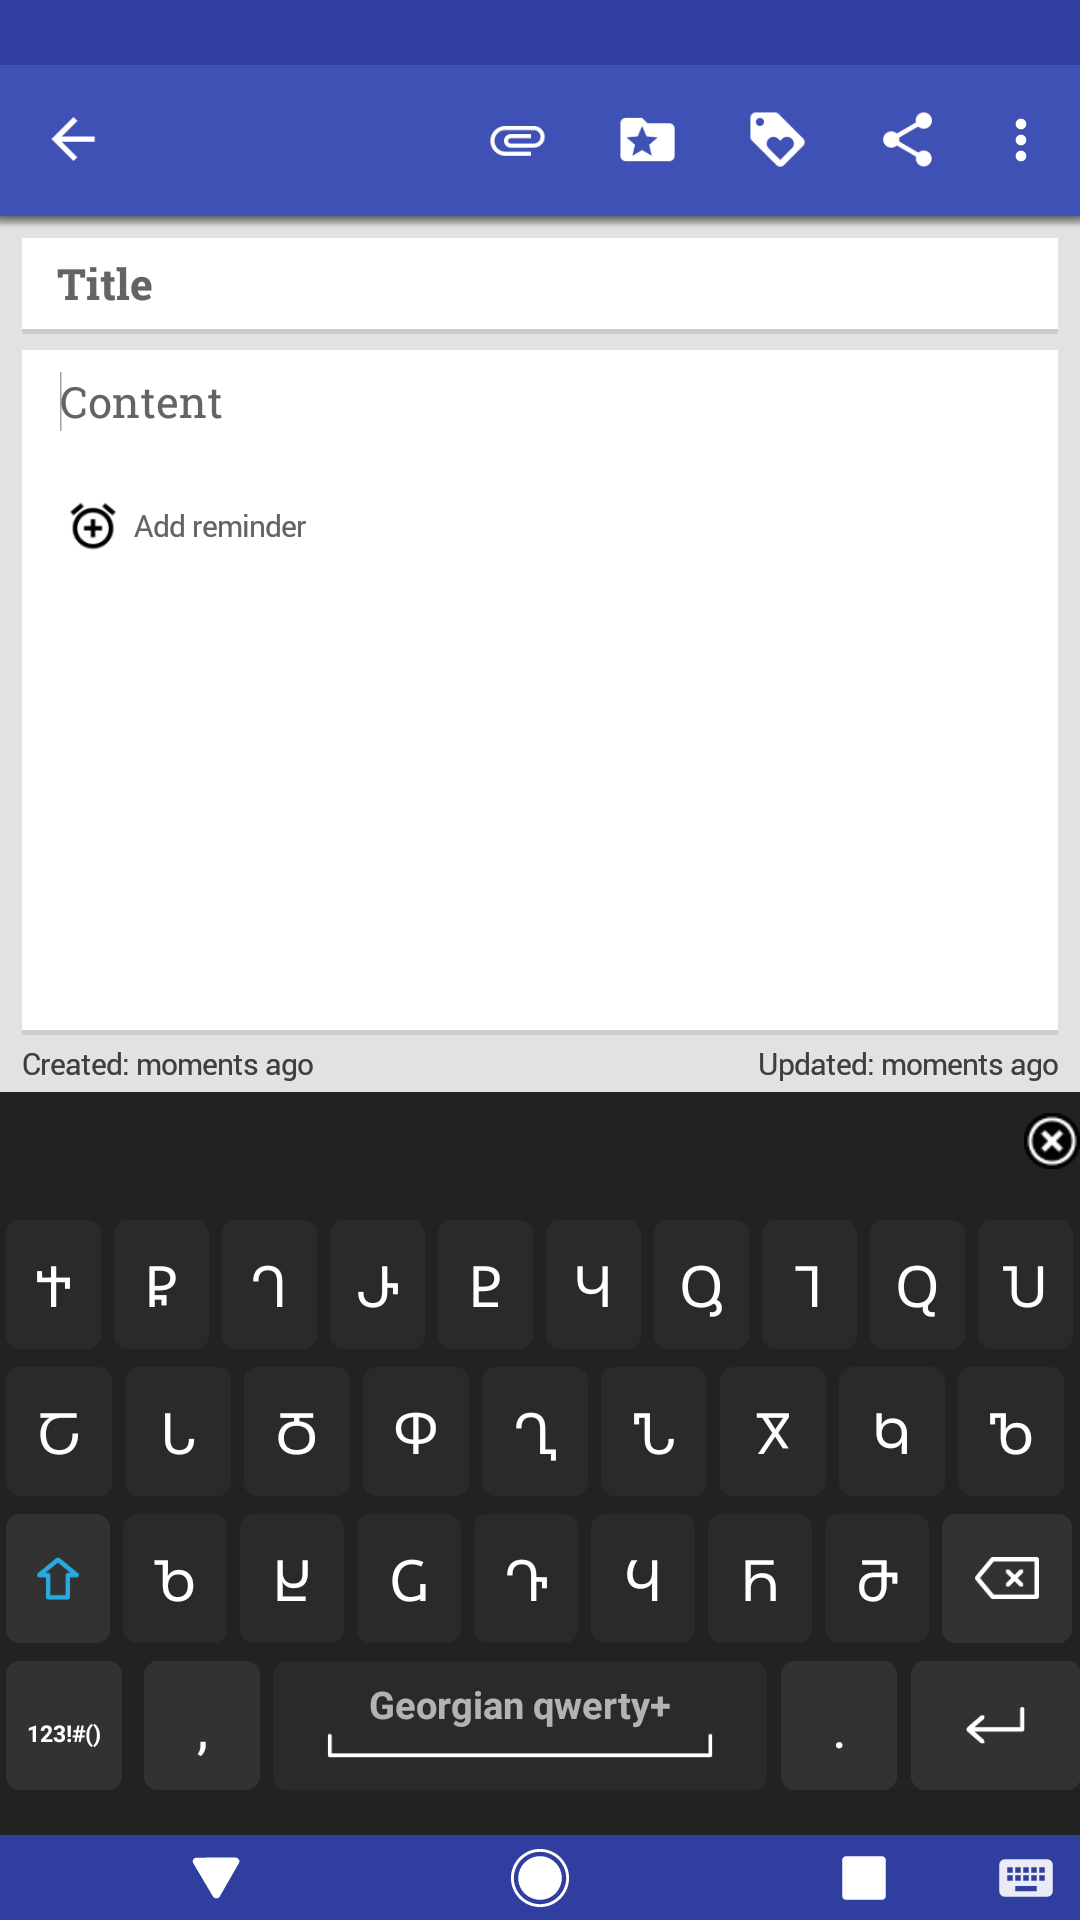 Title
Content
Add reminder
Created: moments ago
Updated: moments ago
Ⴕ Ⴜ Ⴄ Ⴐ Ⴒ Ⴗ Ⴓ Ⴈ Ⴍ Ⴎ
Ⴀ Ⴑ Ⴃ Ⴔ Ⴂ Ⴠ Ⴟ Ⴉ Ⴊ
Ⴆ Ⴞ Ⴚ Ⴅ Ⴁ Ⴌ Ⴋ
Georgian qwerty+
123!#() , .